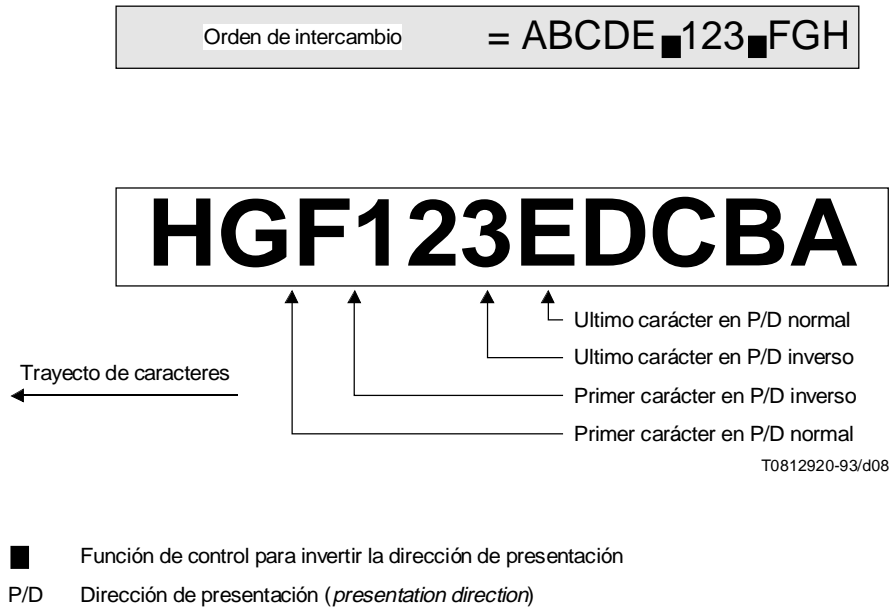 Orden de intercambio = ABCDE■123■FGH
HGF123EDCBA
Ultimo carácter en P/D normal
Ultimo carácter en P/D inverso
Trayecto de caracteres
Primer carácter en P/D inverso
Primer carácter en P/D normal
T0812920-93/d08
■ Función de control para invertir la dirección de presentación
P/D Dirección de presentación (presentation direction)